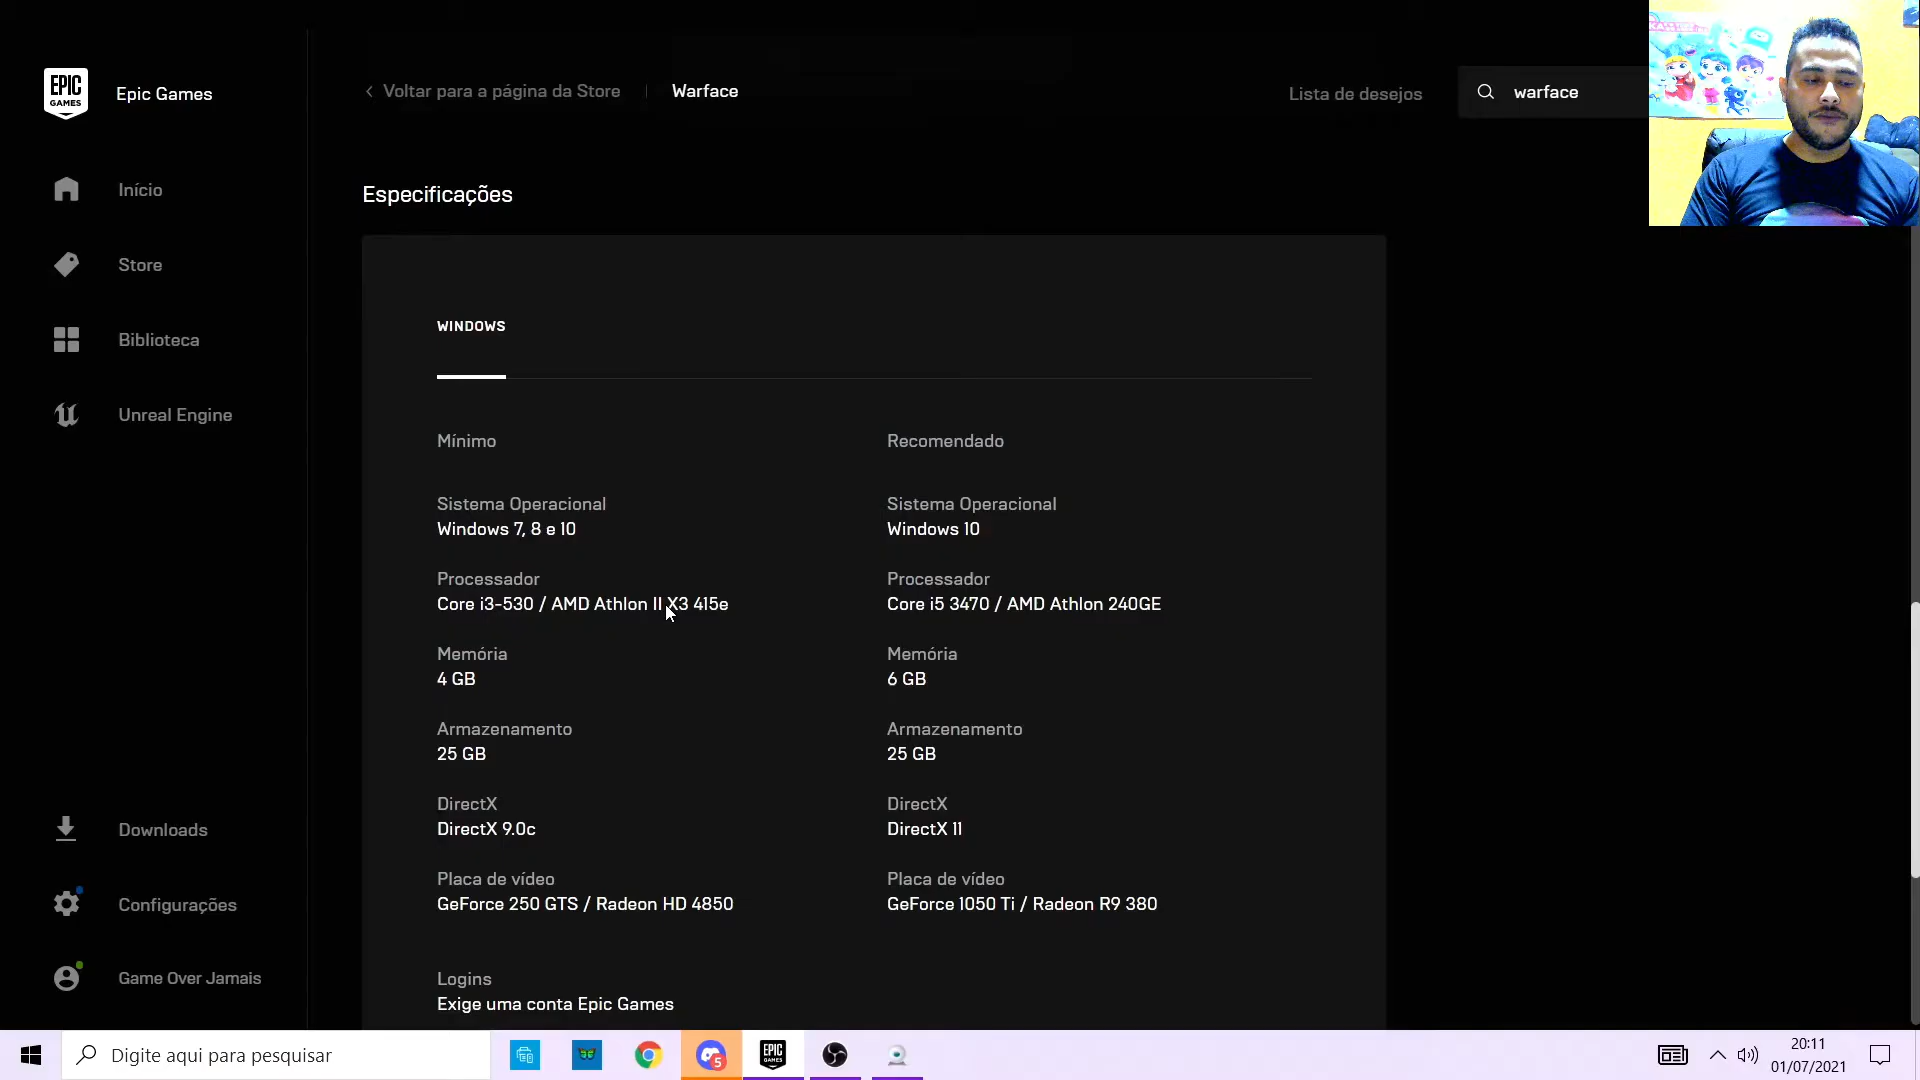 EPIC
GAMES
Epic Games
Voltar para a página da Store
Warface
Lista de desejos
warface
Início
Store
Biblioteca
Unreal Engine
Especificações
WINDOWS
Mínimo
Recomendado
Sistema Operacional
Windows 7, 8 e 10
Sistema Operacional
Windows 10
Processador
Core i3-530 / AMD Athlon II X3 415e
Processador
Core i5 3470 / AMD Athlon 240GE
Memória
4 GB
Memória
6 GB
Armazenamento
25 GB
Armazenamento
25 GB
DirectX
DirectX 9.0c
DirectX
DirectX 11
Placa de vídeo
GeForce 250 GTS / Radeon HD 4850
Placa de vídeo
GeForce 1050 Ti / Radeon R9 380
Logins
Exige uma conta Epic Games
Downloads
Configurações
Game Over Jamais
Digite aqui para pesquisar
5
EPIC
GAMES
20:11
01/07/2021